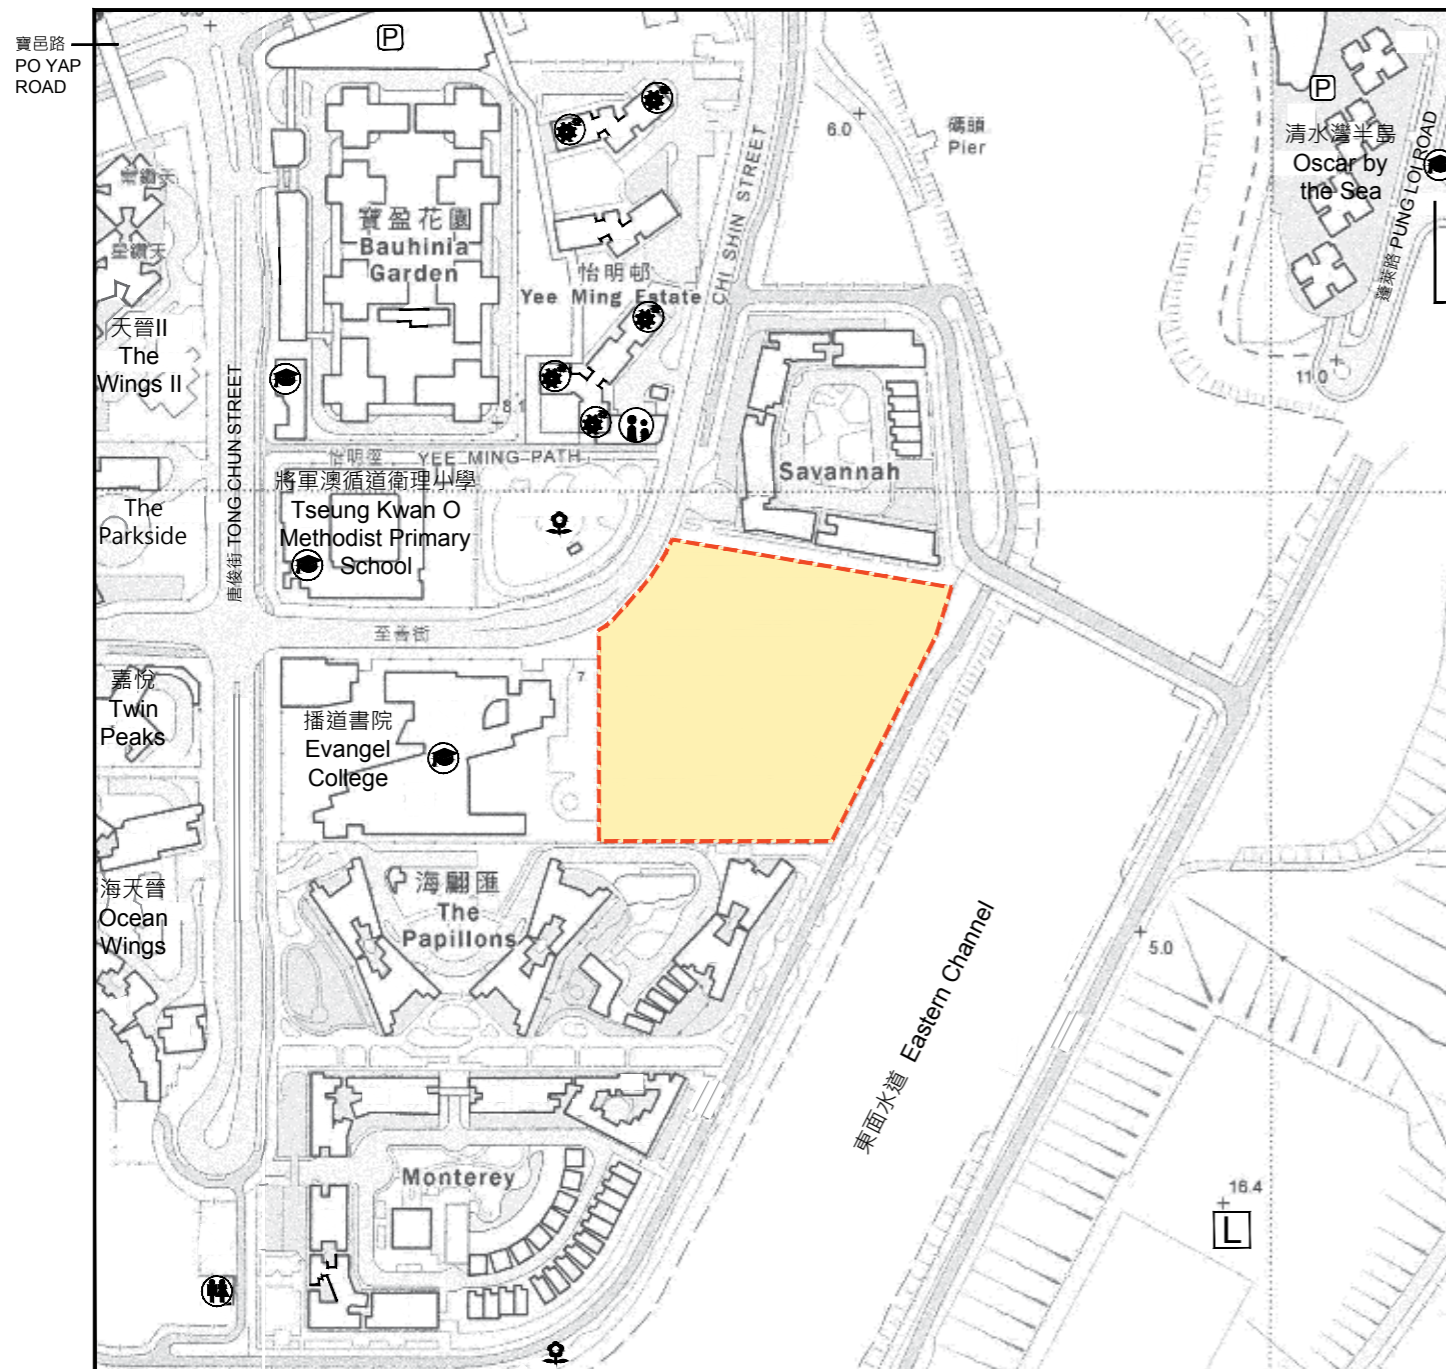 寶邑路
PO YAP
ROAD
P
碼頭
Pier
6.0
P
清水灣半島
Oscar by
the Sea
蓬萊路 PUNG LOI ROAD
11.0
寶盈花園
Bauhinia
Garden
怡明邨
Yee Ming Estate
CHI SHIN STREET
天晉II
The
Wings II
唐俊街 TONG CHUN STREET
8.1
怡明徑 YEE MING PATH
Savannah
將軍澳循道衛理小學
Tseung Kwan O
Methodist Primary
School
The
Parkside
至善街
7
嘉悅
Twin
Peaks
播道書院
Evangel
College
海翩匯
The
Papillons
海天晉
Ocean
Wings
東面水道 Eastern Channel
5.0
Monterey
16.4
L